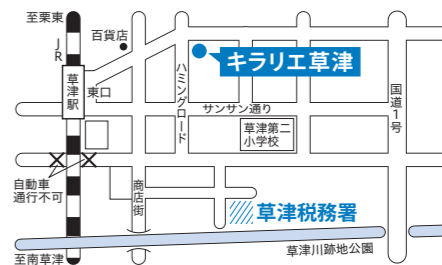 至栗東
JR
草津駅
東口
百貨店
キラリエ草津
ハミングロード
サンサン通り
国道1号
草津第二
小学校
自動車
通行不可
商店街
草津税務署
至南草津
草津川跡地公園